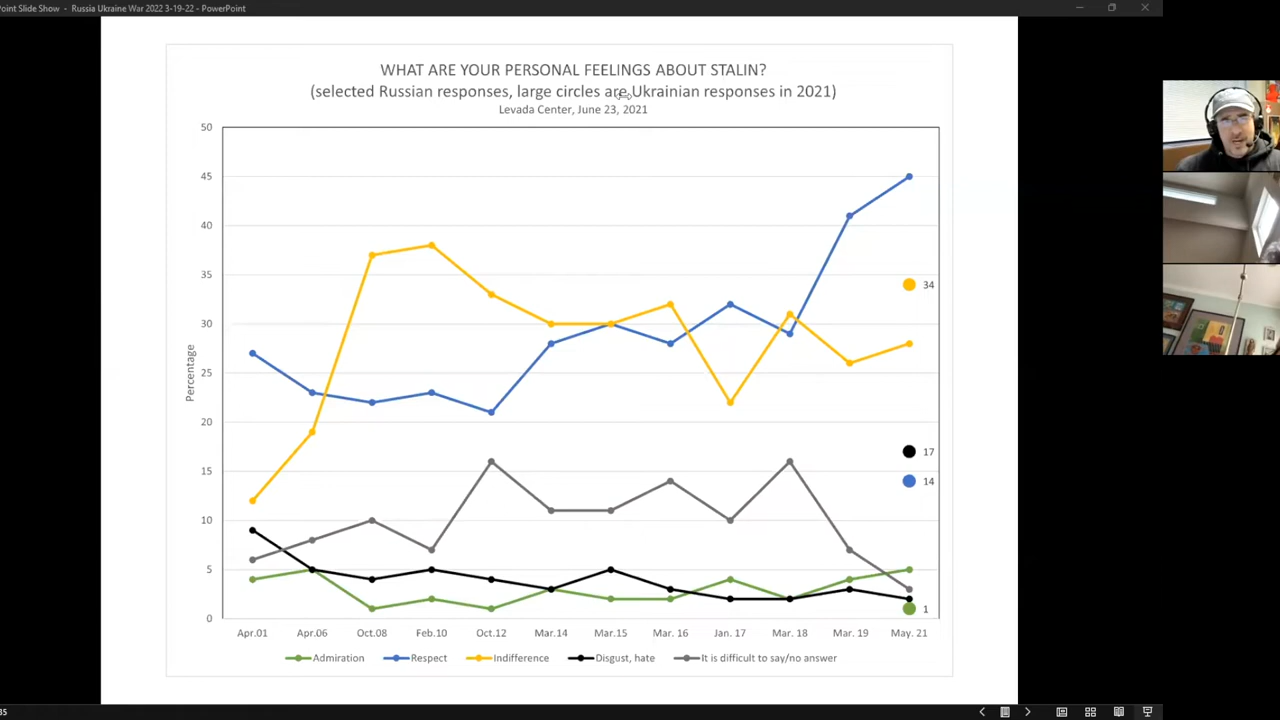 oint Slide Show - Russia Ukraine War 2022 3-19-22 - PowerPoint
WHAT ARE YOUR PERSONAL FEELINGS ABOUT STALIN?
(selected Russian responses, large circles are Ukrainian responses in 2021)
Levada Center, June 23, 2021
50
45
40
35
34
30
Percentage
25
20
17
15
14
10
5
1
0
Apr.01 Apr.06 Oct.08 Feb.10 Oct.12 Mar.14 Mar.15 Mar. 16 Jan. 17 Mar. 18 Mar. 19 May. 21
Admiration Respect Indifference Disgust, hate It is difficult to say/no answer
35